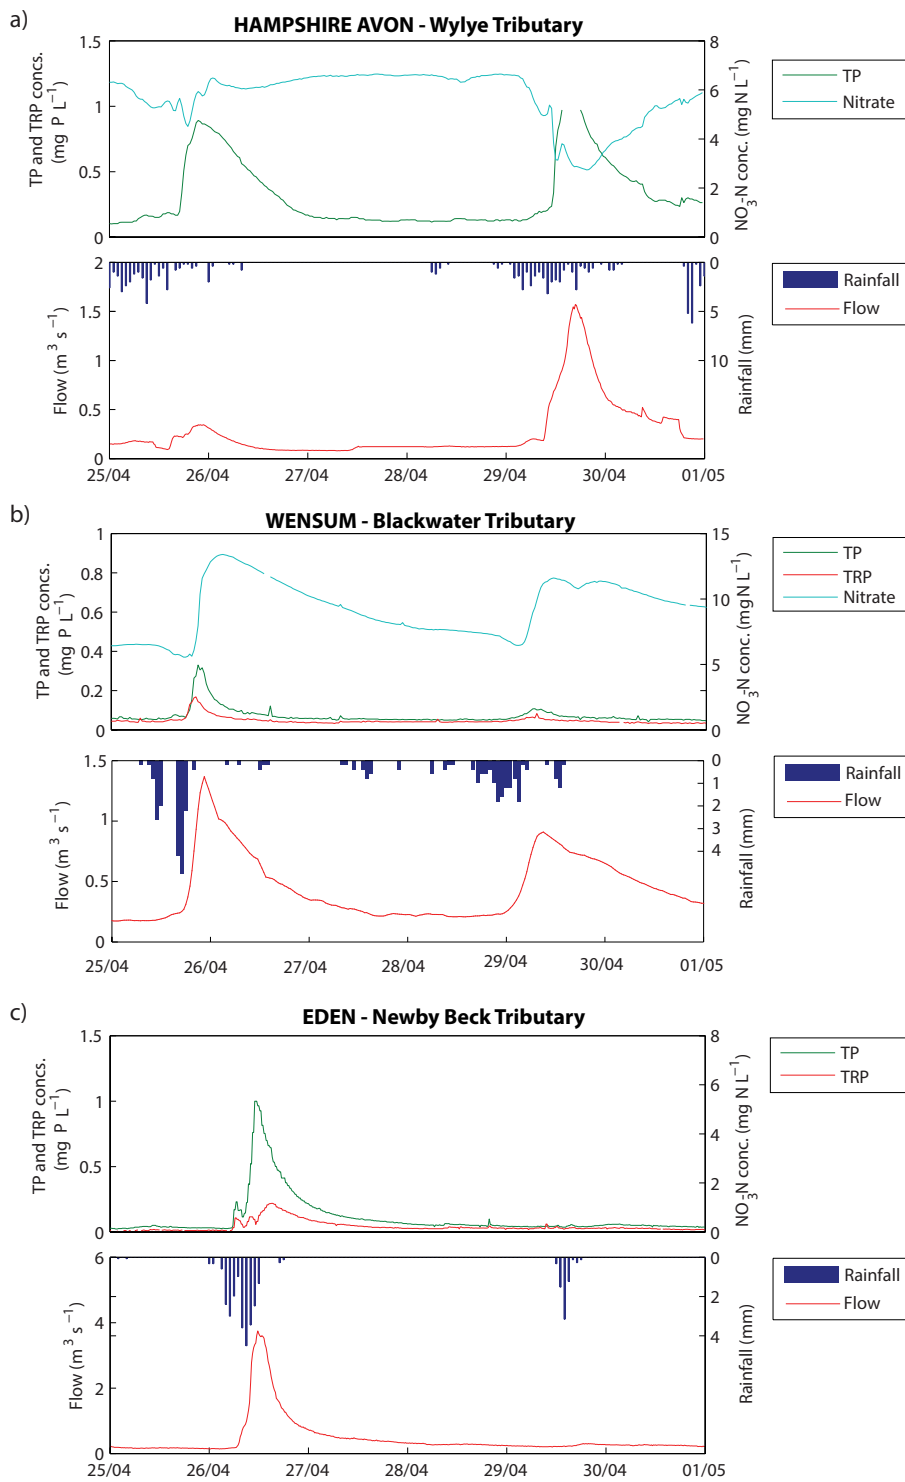 a)
HAMPSHIRE AVON - Wylye Tributary
TP and TRP concs.
(mg P L⁻¹)
1.5
1
0.5
0
8
6
4
2
0
NO₃-N conc. (mg N L⁻¹)
TP
Nitrate
Flow (m³ s⁻¹)
2
1.5
1
0.5
0
0
5
10
Rainfall (mm)
Rainfall
Flow
25/04 26/04 27/04 28/04 29/04 30/04 01/05
b)
WENSUM - Blackwater Tributary
TP and TRP concs.
(mg P L⁻¹)
1
0.8
0.6
0.4
0.2
0
15
10
5
0
NO₃-N conc. (mg N L⁻¹)
TP
TRP
Nitrate
Flow (m³ s⁻¹)
1.5
1
0.5
0
0
1
2
3
4
Rainfall (mm)
Rainfall
Flow
25/04 26/04 27/04 28/04 29/04 30/04 01/05
c)
EDEN - Newby Beck Tributary
TP and TRP concs.
(mg P L⁻¹)
1.5
1
0.5
0
8
6
4
2
0
NO₃-N conc. (mg N L⁻¹)
TP
TRP
Flow (m³ s⁻¹)
6
4
2
0
0
4
Rainfall (mm)
Rainfall
Flow
25/04 26/04 27/04 28/04 29/04 30/04 01/05